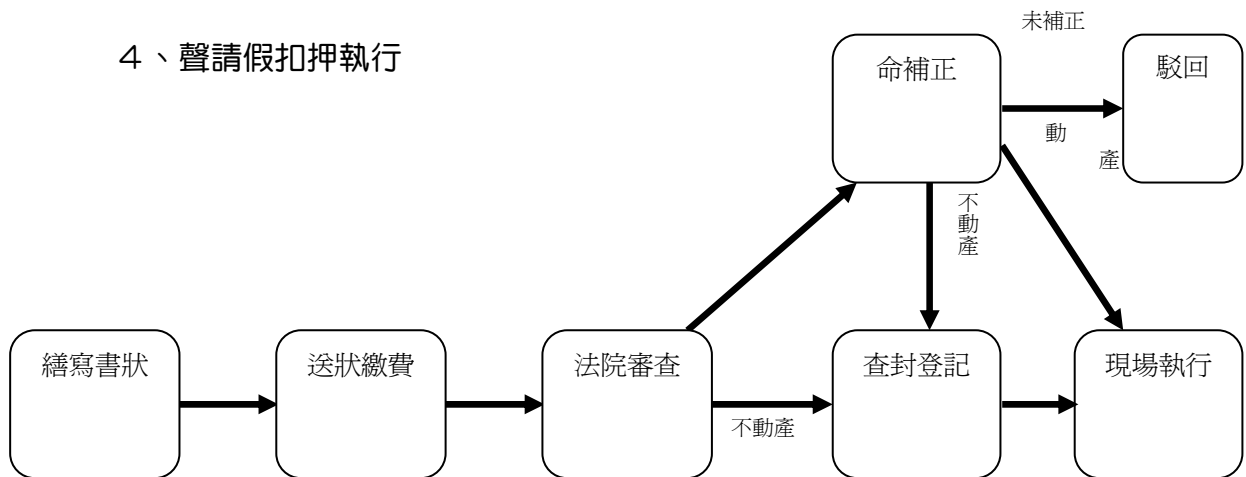 4、聲請假扣押執行
未補正
命補正
駁回
動
產
不動產
繕寫書狀
送狀繳費
法院審查
查封登記
現場執行
不動產